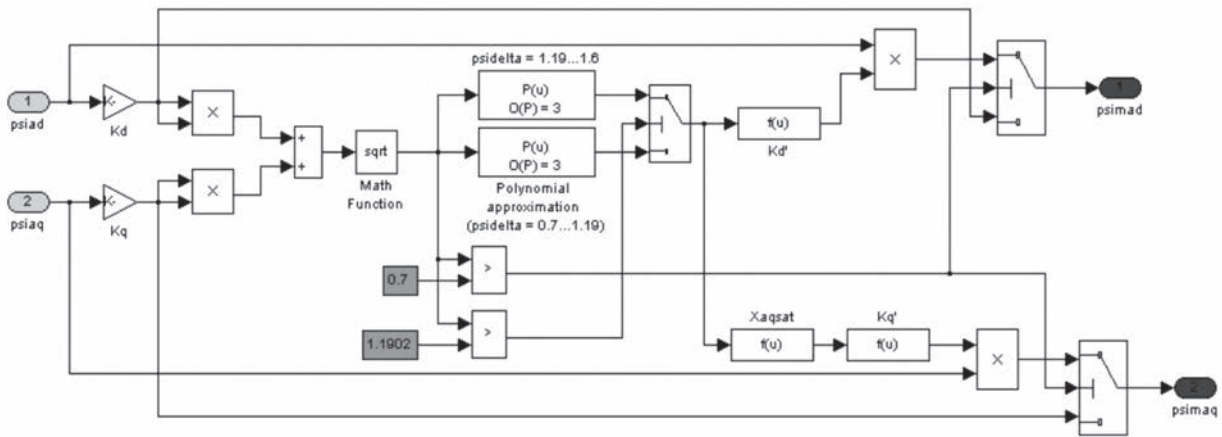 psidelta = 1.19...1.6
1
psiad
Kd
×
P(u)
O(P) = 3
×
1
psimad
+
+
sqrt
Math
Function
P(u)
O(P) = 3
f(u)
Kd'
2
psiaq
Kq
×
Polynomial
approximation
(psidelta = 0.7...1.19)
0.7
>
1.1902
>
Xaqsat
f(u)
Kq'
f(u)
×
2
psimaq